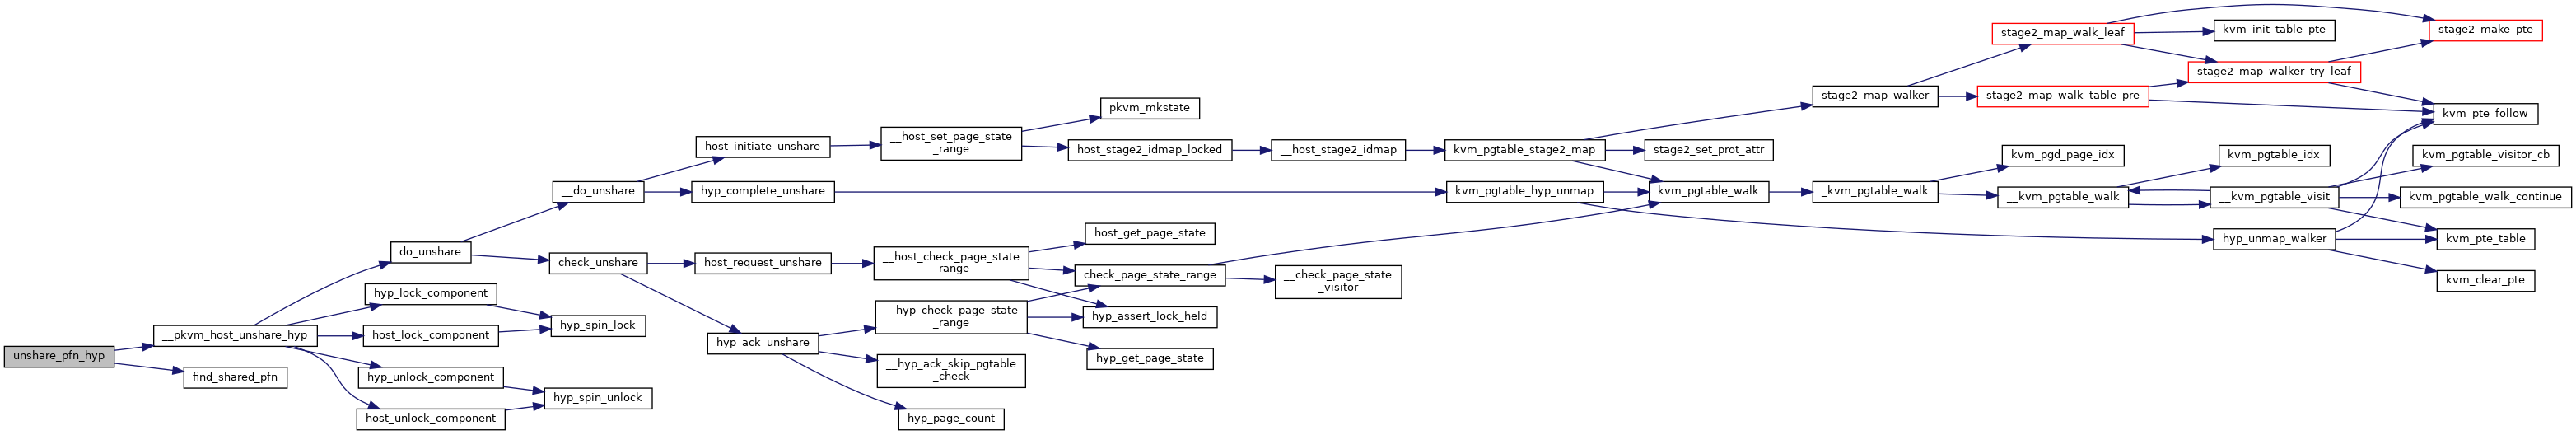 unshare_pfn_hyp
__pkvm_host_unshare_hyp
find_shared_pfn
do_unshare
hyp_lock_component
host_lock_component
hyp_unlock_component
host_unlock_component
__do_unshare
check_unshare
hyp_spin_lock
hyp_spin_unlock
host_initiate_unshare
hyp_complete_unshare
host_request_unshare
hyp_ack_unshare
__host_set_page_state
_range
__host_check_page_state
_range
__hyp_check_page_state
_range
__hyp_ack_skip_pgtable
_check
hyp_page_count
pkvm_mkstate
host_stage2_idmap_locked
host_get_page_state
check_page_state_range
hyp_assert_lock_held
hyp_get_page_state
__host_stage2_idmap
__check_page_state
_visitor
kvm_pgtable_stage2_map
kvm_pgtable_hyp_unmap
stage2_set_prot_attr
kvm_pgtable_walk
stage2_map_walker
_kvm_pgtable_walk
stage2_map_walk_leaf
stage2_map_walk_table_pre
kvm_pgd_page_idx
__kvm_pgtable_walk
kvm_init_table_pte
stage2_map_walker_try_leaf
kvm_pgtable_idx
__kvm_pgtable_visit
hyp_unmap_walker
stage2_make_pte
kvm_pte_follow
kvm_pgtable_visitor_cb
kvm_pgtable_walk_continue
kvm_pte_table
kvm_clear_pte